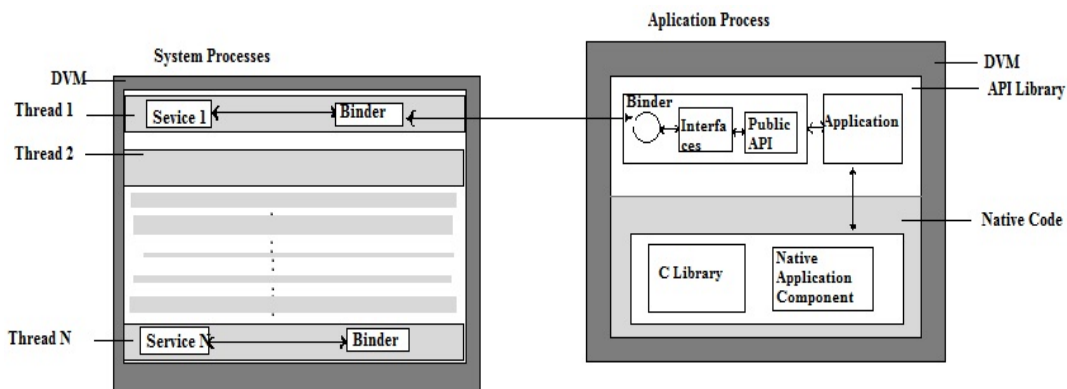 Aplication Process
System Processes
DVM
DVM
Thread 1
Sevice 1
Binder
API Library
Binder
Interfa
ces
Public
API
Application
Thread 2
Native Code
C Library
Native
Application
Component
Thread N
Service N
Binder